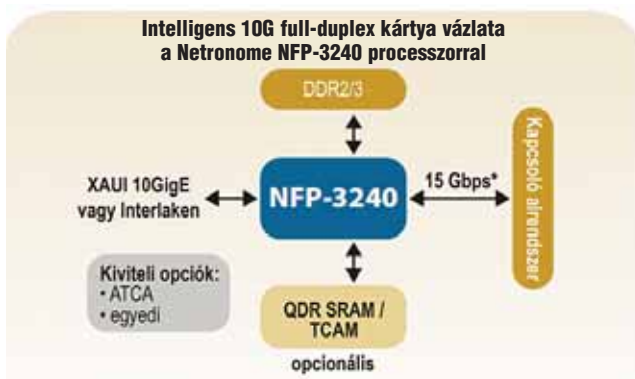 Intelligens 10G full-duplex kártya vázlata
a Netronome NFP-3240 processzorral
DDR2/3
XAUI 10GigE
vagy Interlaken
NFP-3240
15 Gbps*
Kapcsoló alrendszer
Kiviteli opciók:
• ATCA
• egyedi
QDR SRAM /
TCAM
opcionális